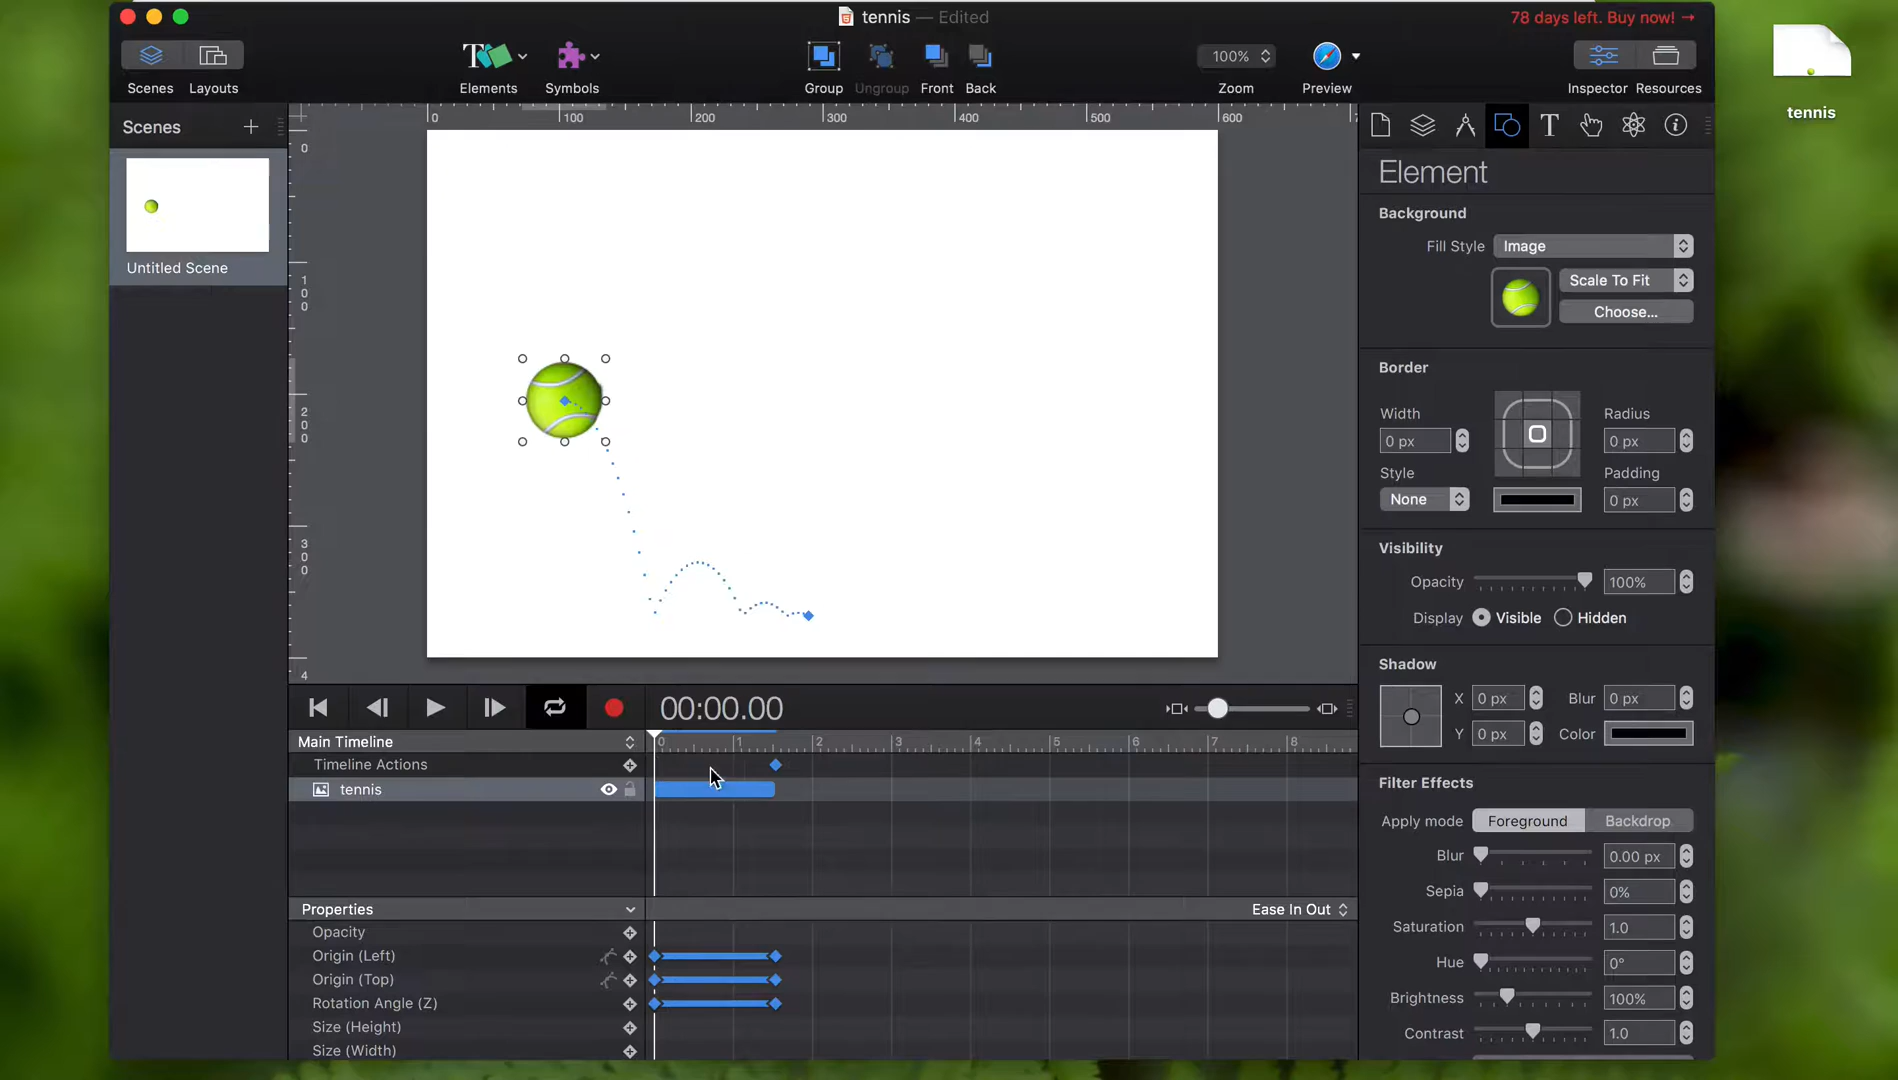 tennis — Edited
78 days left. Buy now! →
100%
Scenes
Layouts
Elements
Symbols
Group
Ungroup
Front
Back
Zoom
Preview
Inspector
Resources
tennis
Scenes
Untitled Scene
0
100
200
300
400
500
600
0
100
200
300
4
Element
Background
Fill Style
Image
Scale To Fit
Choose...
Border
Width
Radius
0 px
0 px
Style
Padding
None
0 px
Visibility
Opacity
100%
Display
Visible
Hidden
Shadow
X
0 px
Blur
0 px
Y
0 px
Color
Filter Effects
Apply mode
Foreground
Backdrop
Blur
0.00 px
Sepia
0%
Saturation
1.0
Hue
0°
Brightness
100%
Contrast
1.0
00:00.00
Main Timeline
0
1
2
3
4
5
6
7
8
Timeline Actions
tennis
Properties
Ease In Out
Opacity
Origin (Left)
Origin (Top)
Rotation Angle (Z)
Size (Height)
Size (Width)